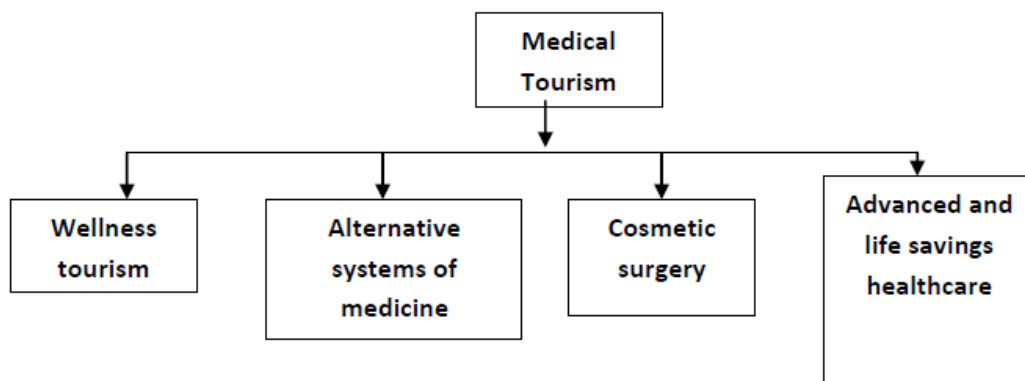 Medical
Tourism
Wellness
tourism
Alternative
systems of
medicine
Cosmetic
surgery
Advanced and
life savings
healthcare